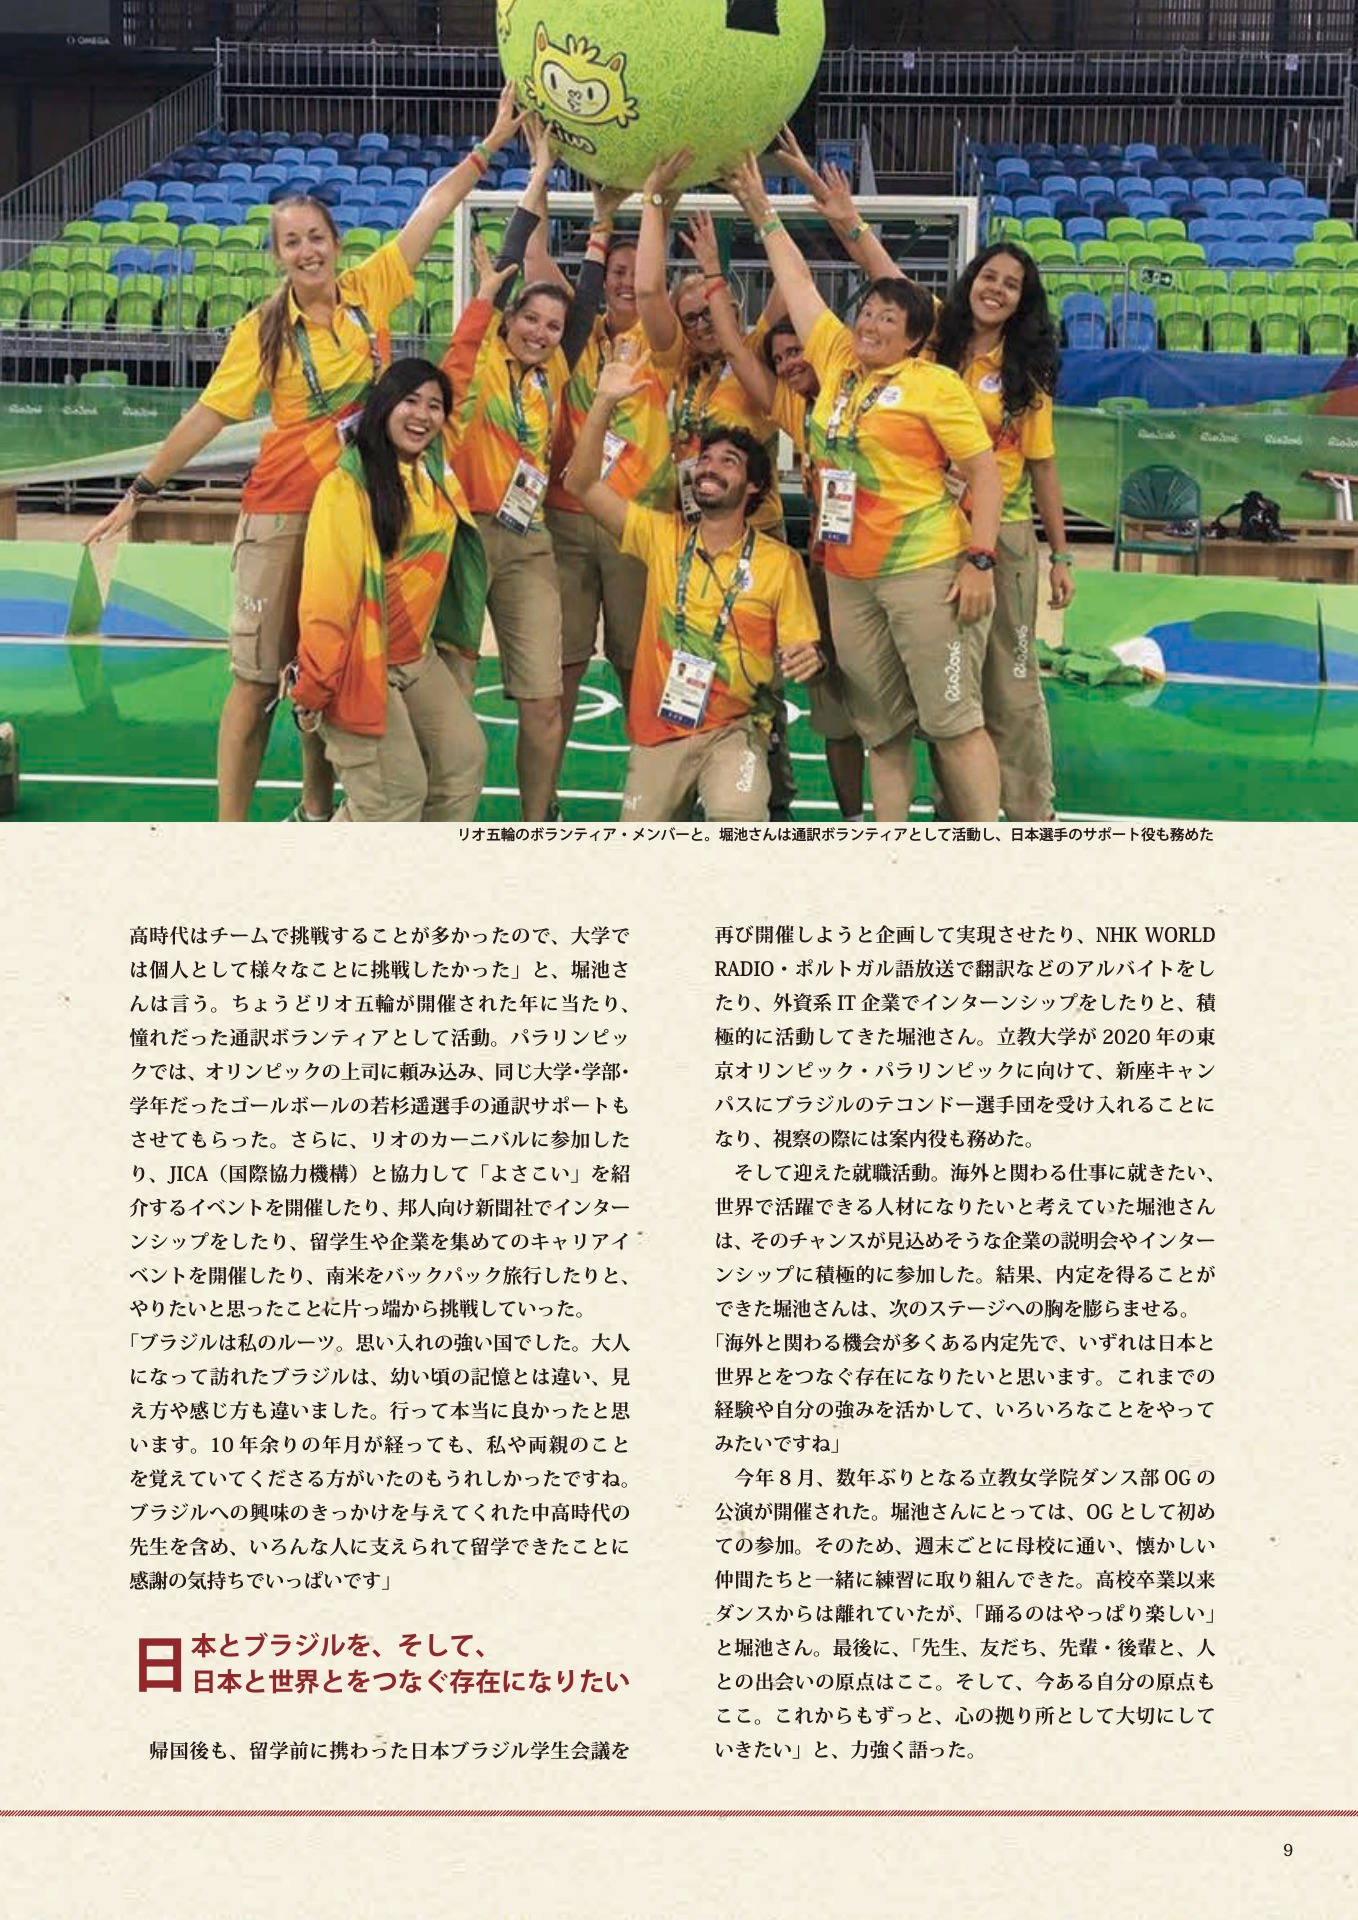 OMEGA
Rio2016
Rio2016
Rio2016
Rio2016
Rio2016
Rio2016
リオ五輪のボランティア・メンバーと。堀池さんは通訳ボランティアとして活動し、日本選手のサポート役も務めた
高時代はチームで挑戦することが多かったので、大学で
は個人として様々なことに挑戦したかった」と、堀池さ
んは言う。ちょうどリオ五輪が開催された年に当たり、
憧れだった通訳ボランティアとして活動。パラリンピッ
クでは、オリンピックの上司に頼み込み、同じ大学・学部・
学年だったゴールボールの若杉遥選手の通訳サポートも
させてもらった。さらに、リオのカーニバルに参加した
り、JICA（国際協力機構）と協力して「よさこい」を紹
介するイベントを開催したり、邦人向け新聞社でインター
ンシップをしたり、留学生や企業を集めてのキャリアイ
ベントを開催したり、南米をバックパック旅行したりと、
やりたいと思ったことに片っ端から挑戦していった。
「ブラジルは私のルーツ。思い入れの強い国でした。大人
になって訪れたブラジルは、幼い頃の記憶とは違い、見
え方や感じ方も違いました。行って本当に良かったと思
います。10 年余りの年月が経っても、私や両親のこと
を覚えていてくださる方がいたのもうれしかったですね。
ブラジルへの興味のきっかけを与えてくれた中高時代の
先生を含め、いろんな人に支えられて留学できたことに
感謝の気持ちでいっぱいです」
日本とブラジルを、そして、
日本と世界とをつなぐ存在になりたい
帰国後も、留学前に携わった日本ブラジル学生会議を
再び開催しようと企画して実現させたり、NHK WORLD
RADIO・ポルトガル語放送で翻訳などのアルバイトをし
たり、外資系 IT 企業でインターンシップをしたりと、積
極的に活動してきた堀池さん。立教大学が 2020 年の東
京オリンピック・パラリンピックに向けて、新座キャン
パスにブラジルのテコンドー選手団を受け入れることに
なり、視察の際には案内役も務めた。
そして迎えた就職活動。海外と関わる仕事に就きたい、
世界で活躍できる人材になりたいと考えていた堀池さん
は、そのチャンスが見込めそうな企業の説明会やインター
ンシップに積極的に参加した。結果、内定を得ることが
できた堀池さんは、次のステージへの胸を膨らませる。
「海外と関わる機会が多くある内定先で、いずれは日本と
世界とをつなぐ存在になりたいと思います。これまでの
経験や自分の強みを活かして、いろいろなことをやって
みたいですね」
今年８月、数年ぶりとなる立教女学院ダンス部 OG の
公演が開催された。堀池さんにとっては、OG として初め
ての参加。そのため、週末ごとに母校に通い、懐かしい
仲間たちと一緒に練習に取り組んできた。高校卒業以来
ダンスからは離れていたが、「踊るのはやっぱり楽しい」
と堀池さん。最後に、「先生、友だち、先輩・後輩と、人
との出会いの原点はここ。そして、今ある自分の原点も
ここ。これからもずっと、心の拠り所として大切にして
いきたい」と、力強く語った。
9